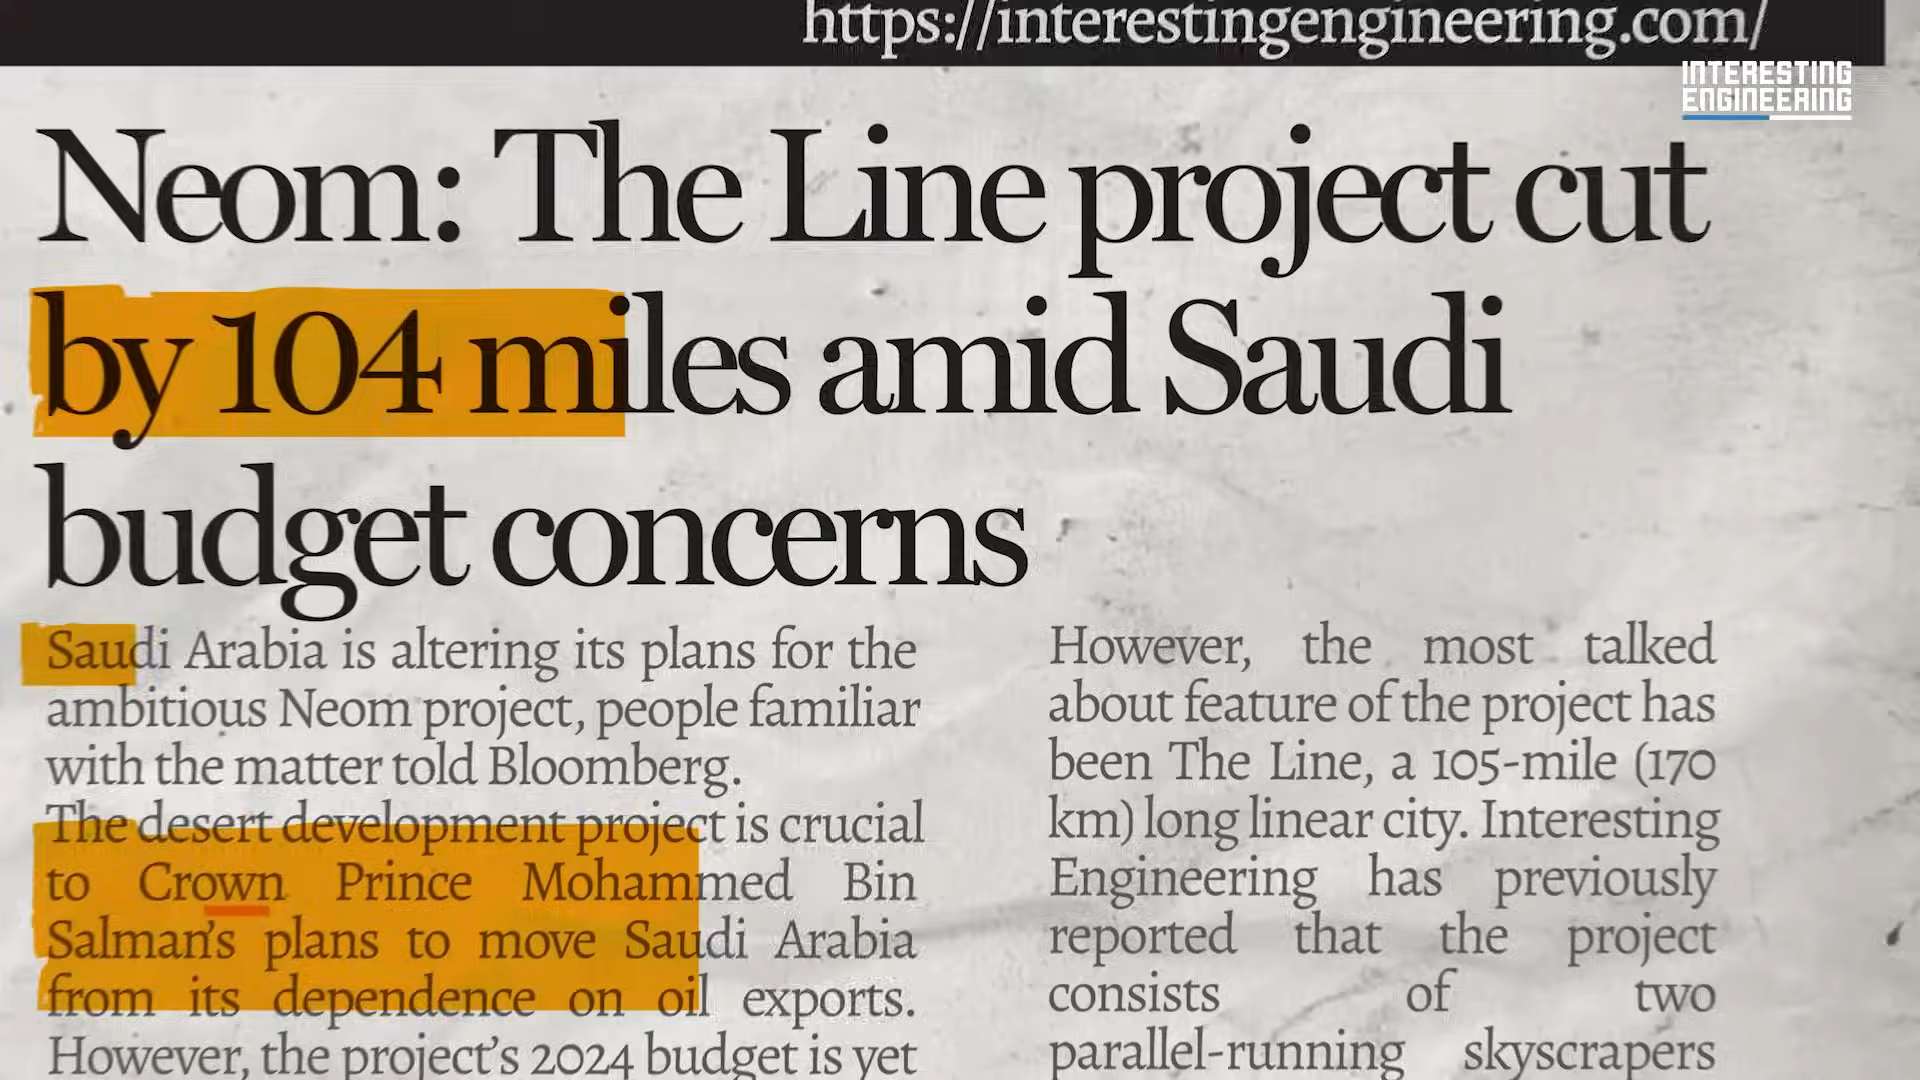 https://interestingengineering.com/
INTERESTING
ENGINEERING
Neom: The Line project cut
by 104 miles amid Saudi
budget concerns
Saudi Arabia is altering its plans for the
ambitious Neom project, people familiar
with the matter told Bloomberg.
The desert development project is crucial
to Crown Prince Mohammed Bin
Salman's plans to move Saudi Arabia
from its dependence on oil exports.
However, the project's 2024 budget is yet
However, the most talked
about feature of the project has
been The Line, a 105-mile (170
km) long linear city. Interesting
Engineering has previously
reported that the project
consists of two
parallel-running skyscrapers